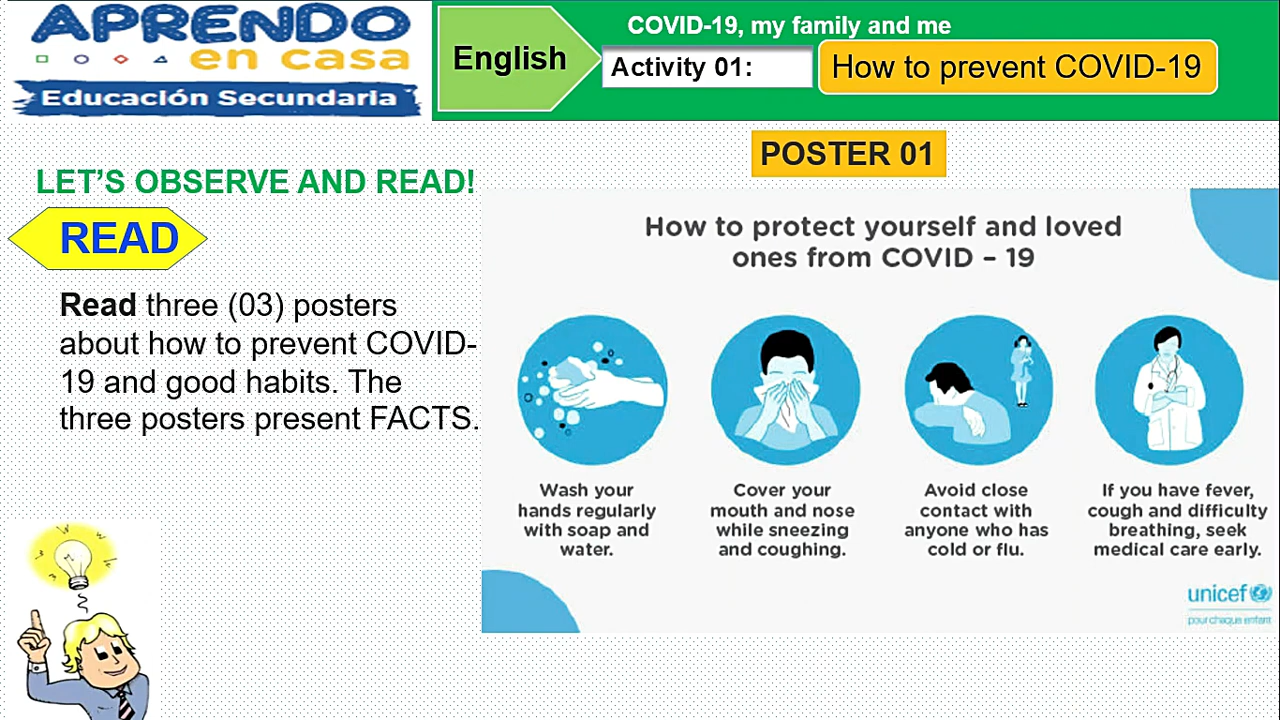 APRENDO
en casa
Educación Secundaria
English
COVID-19, my family and me
Activity 01:
How to prevent COVID-19
POSTER 01
LET’S OBSERVE AND READ!
READ
Read three (03) posters
about how to prevent COVID-
19 and good habits. The
three posters present FACTS.
How to protect yourself and loved
ones from COVID – 19
Wash your
hands regularly
with soap and
water.
Cover your
mouth and nose
while sneezing
and coughing.
Avoid close
contact with
anyone who has
cold or flu.
If you have fever,
cough and difficulty
breathing, seek
medical care early.
unicef
pour chaque enfant